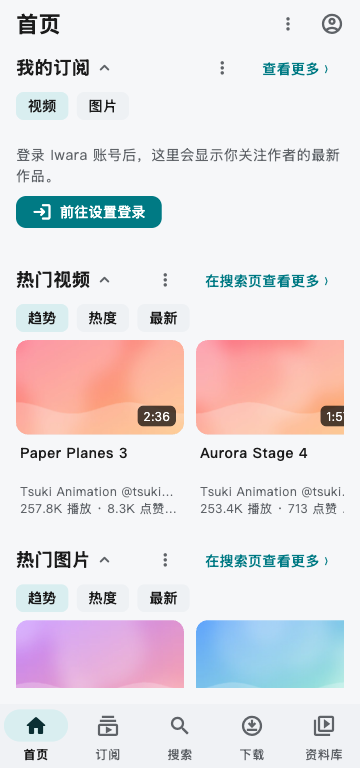 首页
我的订阅
查看更多 ›
视频
图片
登录 Iwara 账号后，这里会显示你关注作者的最新
作品。
前往设置登录
热门视频
在搜索页查看更多 ›
趋势
热度
最新
2:36
1:5
Paper Planes 3
Aurora Stage 4
Tsuki Animation @tsuki...
Tsuki Animation @tsuki.
257.8K 播放 · 8.3K 点赞...
253.4K 播放 · 713 点赞
热门图片
在搜索页查看更多 ›
趋势
热度
最新
首页
订阅
搜索
下载
资料库